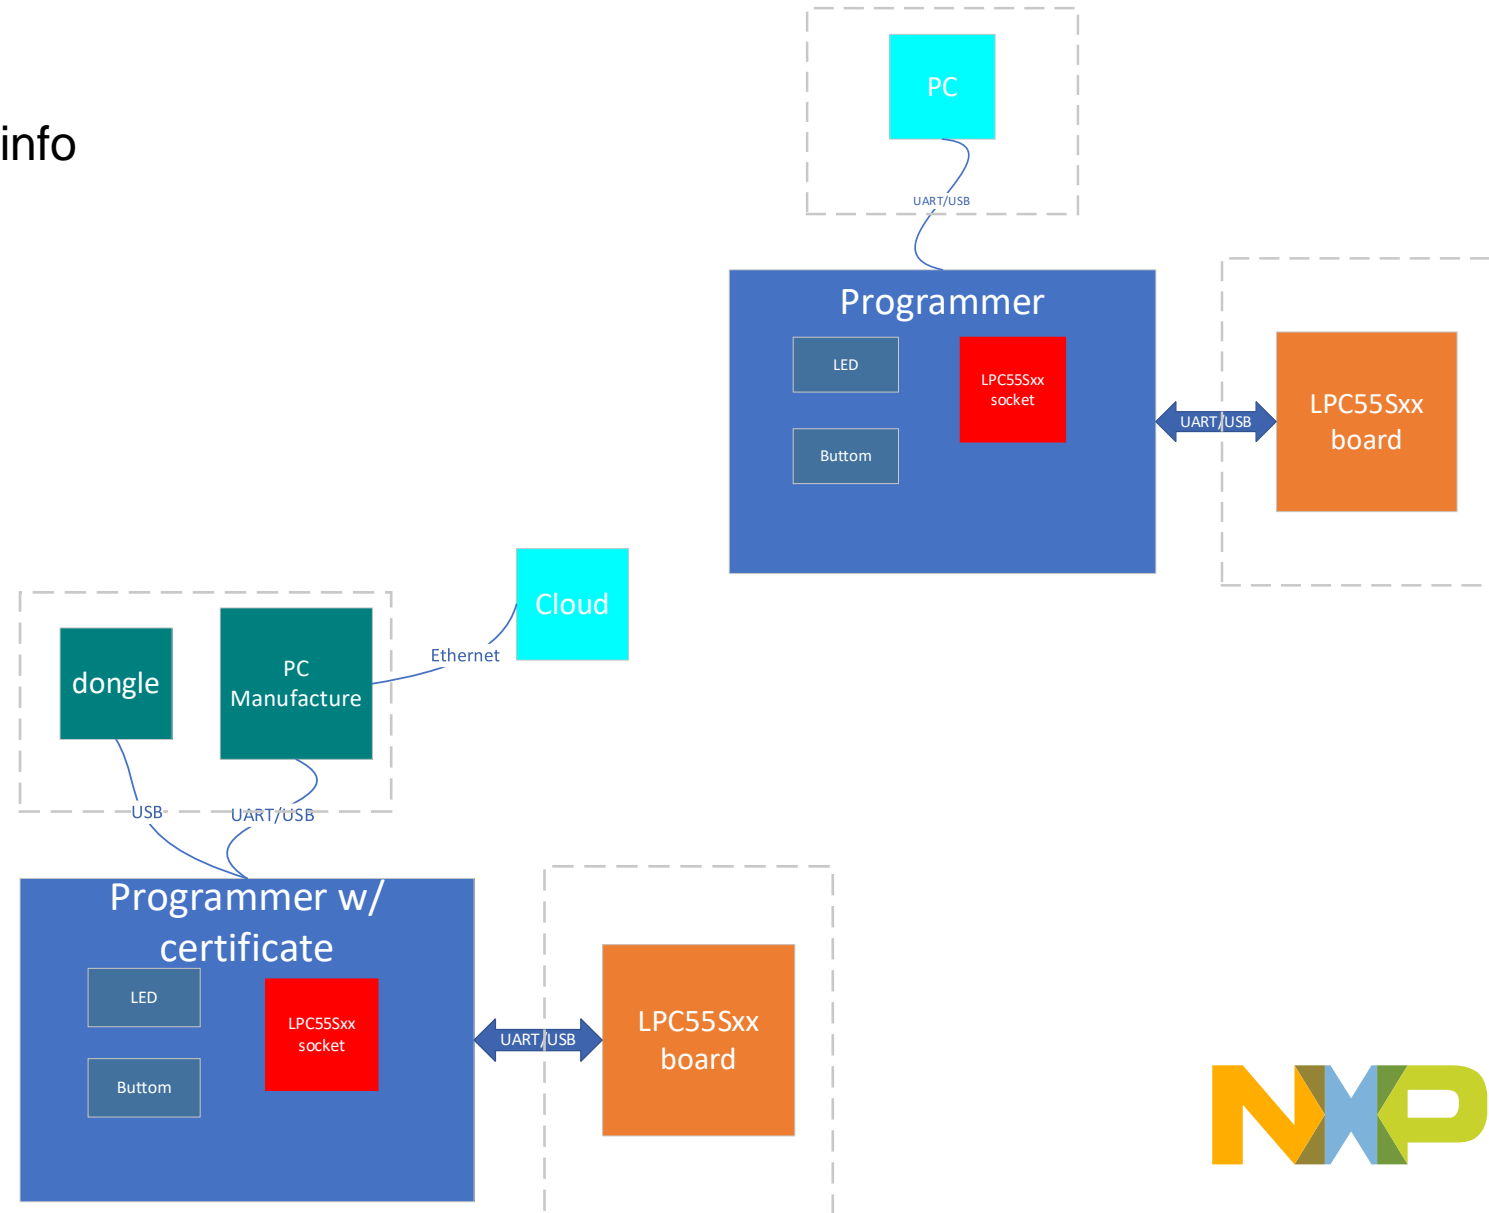 info
PC
UART/USB
Programmer
LED
LPC55Sxx
socket
Buttom
UART/USB
LPC55Sxx
board
Cloud
Ethernet
dongle
PC
Manufacture
USB
UART/USB
Programmer w/
certificate
LED
LPC55Sxx
socket
Buttom
UART/USB
LPC55Sxx
board
NXP